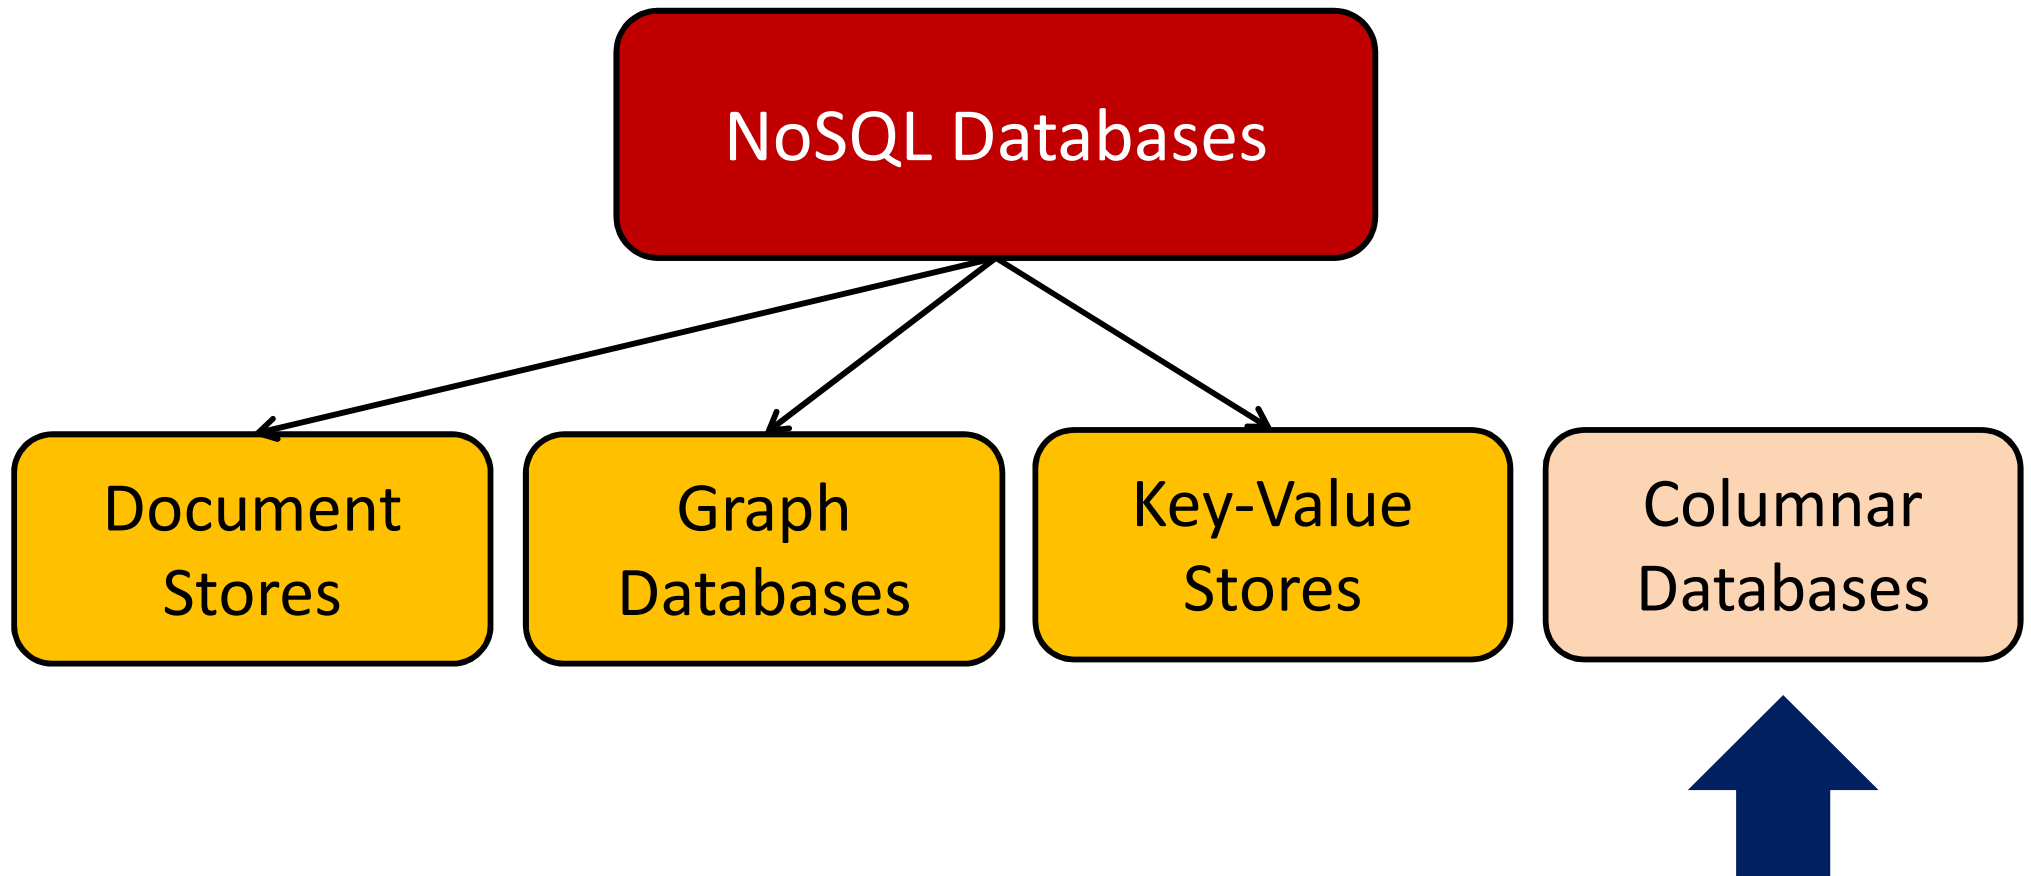 NoSQL Databases
Document
Stores
Graph
Databases
Key-Value
Stores
Columnar
Databases